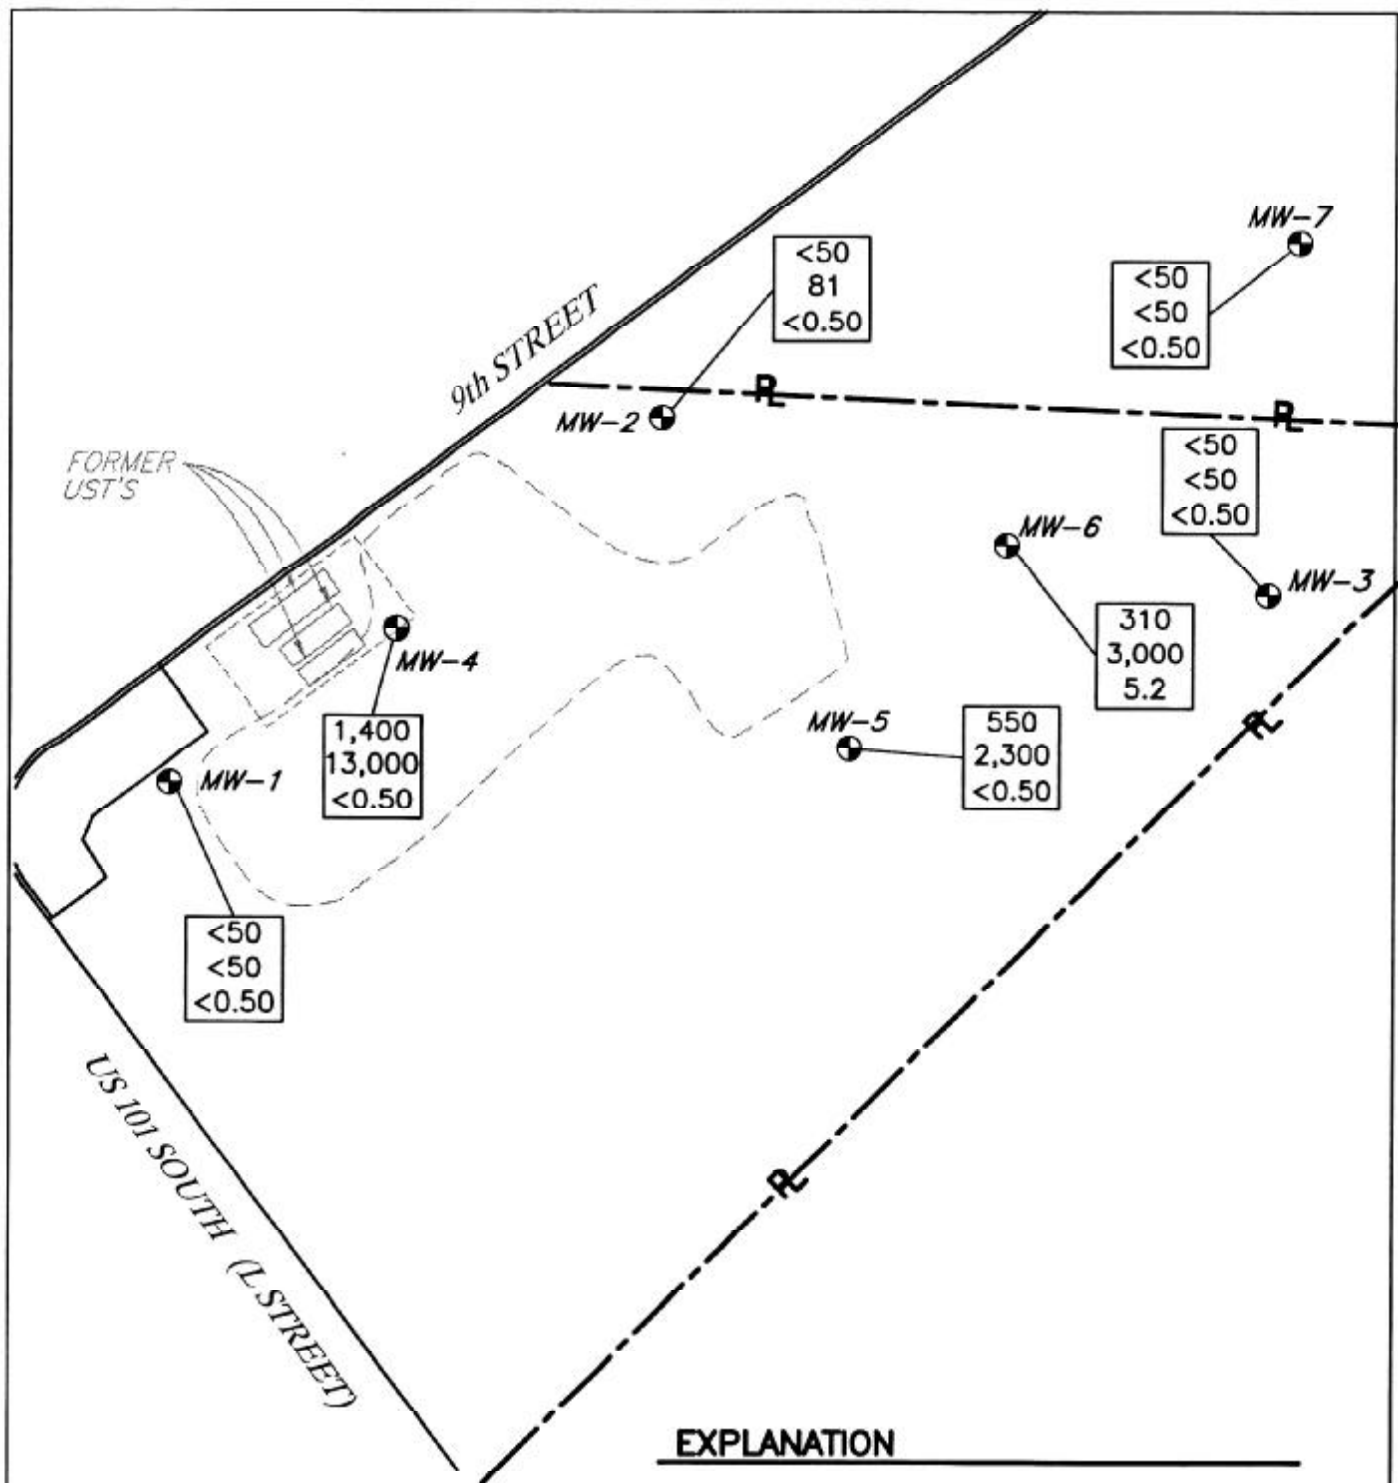 MW-7
<50
<50
<0.50
<50
81
<0.50
9th STREET
PL
MW-2
PL
<50
<50
<0.50
FORMER
UST'S
MW-6
MW-3
310
3,000
5.2
MW-4
1,400
13,000
<0.50
MW-5
550
2,300
<0.50
PL
MW-1
<50
<50
<0.50
US 101 SOUTH (L STREET)
PL
EXPLANATION